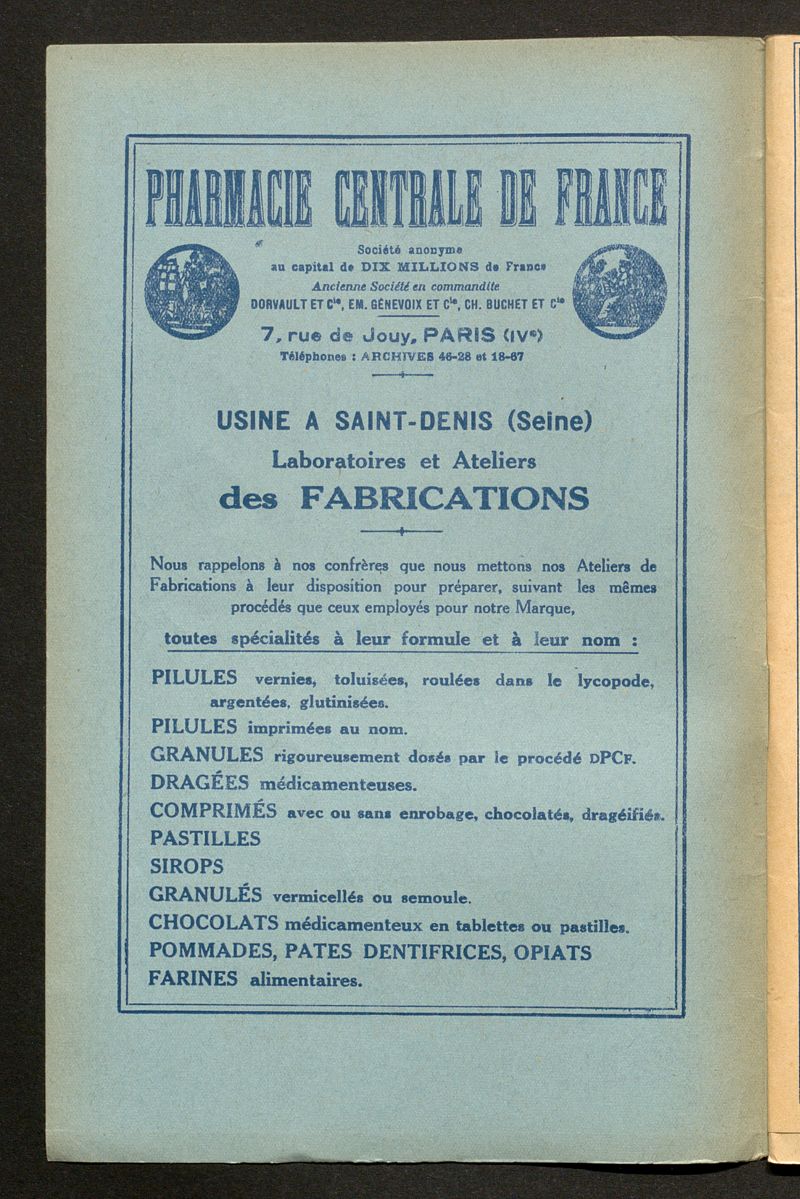 PHARMACIE CENTRALE DE FRANCE
Société anonyme
au capital de DIX MILLIONS de Francs
Ancienne Société en commandite
DORVAULT ET Cie, EM. GÉNEVOIX ET Cie, CH. BUCHET ET Cie
7, rue de Jouy, PARIS (IVe)
Téléphones : ARCHIVES 46-28 et 18-67
USINE A SAINT-DENIS (Seine)
Laboratoires et Ateliers
des FABRICATIONS
Nous rappelons à nos confrères que nous mettons nos Ateliers de
Fabrications à leur disposition pour préparer, suivant les mêmes
procédés que ceux employés pour notre Marque,
toutes spécialités à leur formule et à leur nom :
PILULES vernies, toluisées, roulées dans le lycopode,
argentées, glutinisées.
PILULES imprimées au nom.
GRANULES rigoureusement dosés par le procédé DPCF.
DRAGÉES médicamenteuses.
COMPRIMÉS avec ou sans enrobage, chocolatés, dragéifiés.
PASTILLES
SIROPS
GRANULÉS vermicellés ou semoule.
CHOCOLATS médicamenteux en tablettes ou pastilles.
POMMADES, PATES DENTIFRICES, OPIATS
FARINES alimentaires.